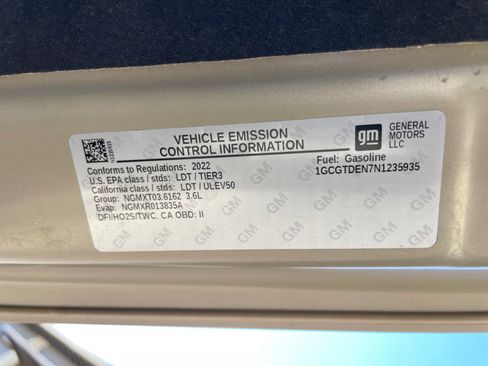 VEHICLE EMISSION
CONTROL INFORMATION
gm
GENERAL
MOTORS
LLC
Conforms to Regulations: 2022
U.S. EPA class / stds: LDT / TIER3
California class / stds: LDT / ULEV50
Group: NGMXT03.6162 3.6L
Evap: NGMXR013835A
DFI/HO2S/TWC. CA OBD: II
Fuel: Gasoline
1GCGTDEN7N1235935